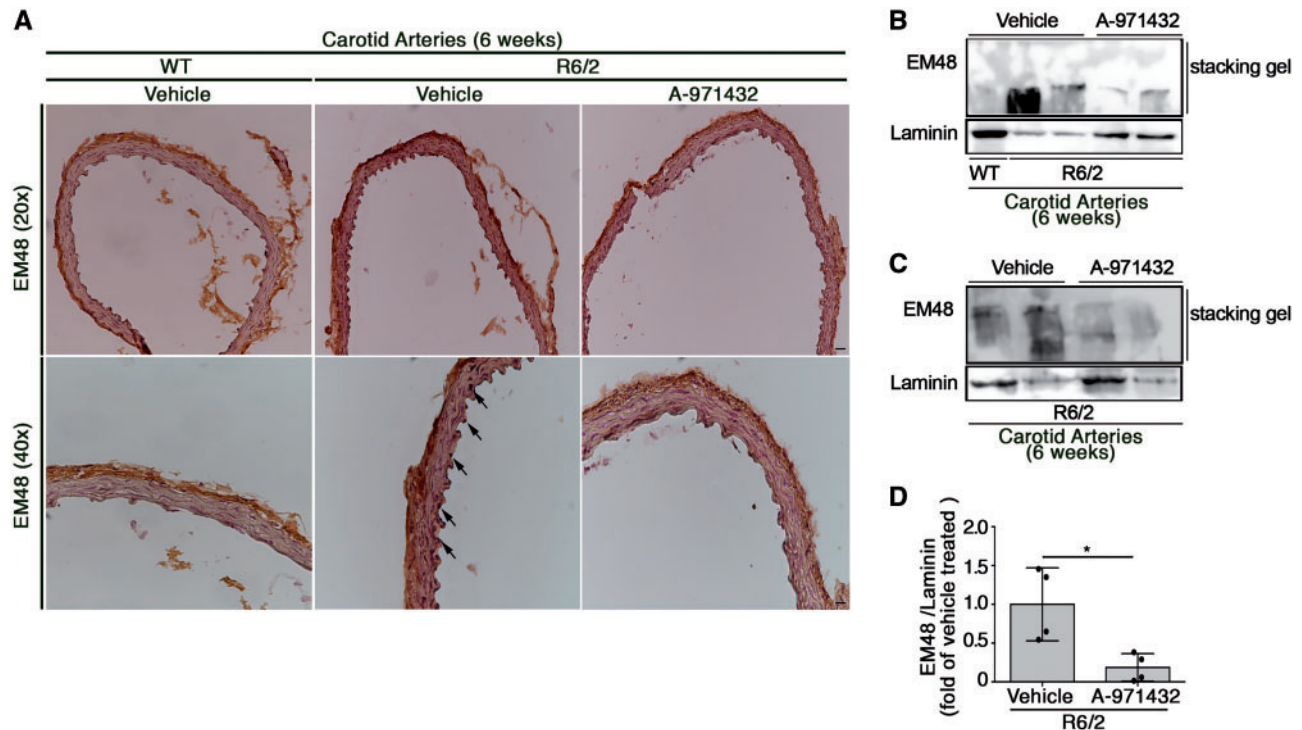 A
Carotid Arteries (6 weeks)
WT
R6/2
Vehicle
Vehicle
A-971432
EM48 (20x)
EM48 (40x)
B
Vehicle
A-971432
EM48
stacking gel
Laminin
WT
R6/2
Carotid Arteries
(6 weeks)
C
Vehicle
A-971432
EM48
stacking gel
Laminin
R6/2
Carotid Arteries
(6 weeks)
D
EM48 /Laminin
(fold of vehicle treated )
2.0
1.5
1.0
0.5
0
*
Vehicle
A-971432
R6/2